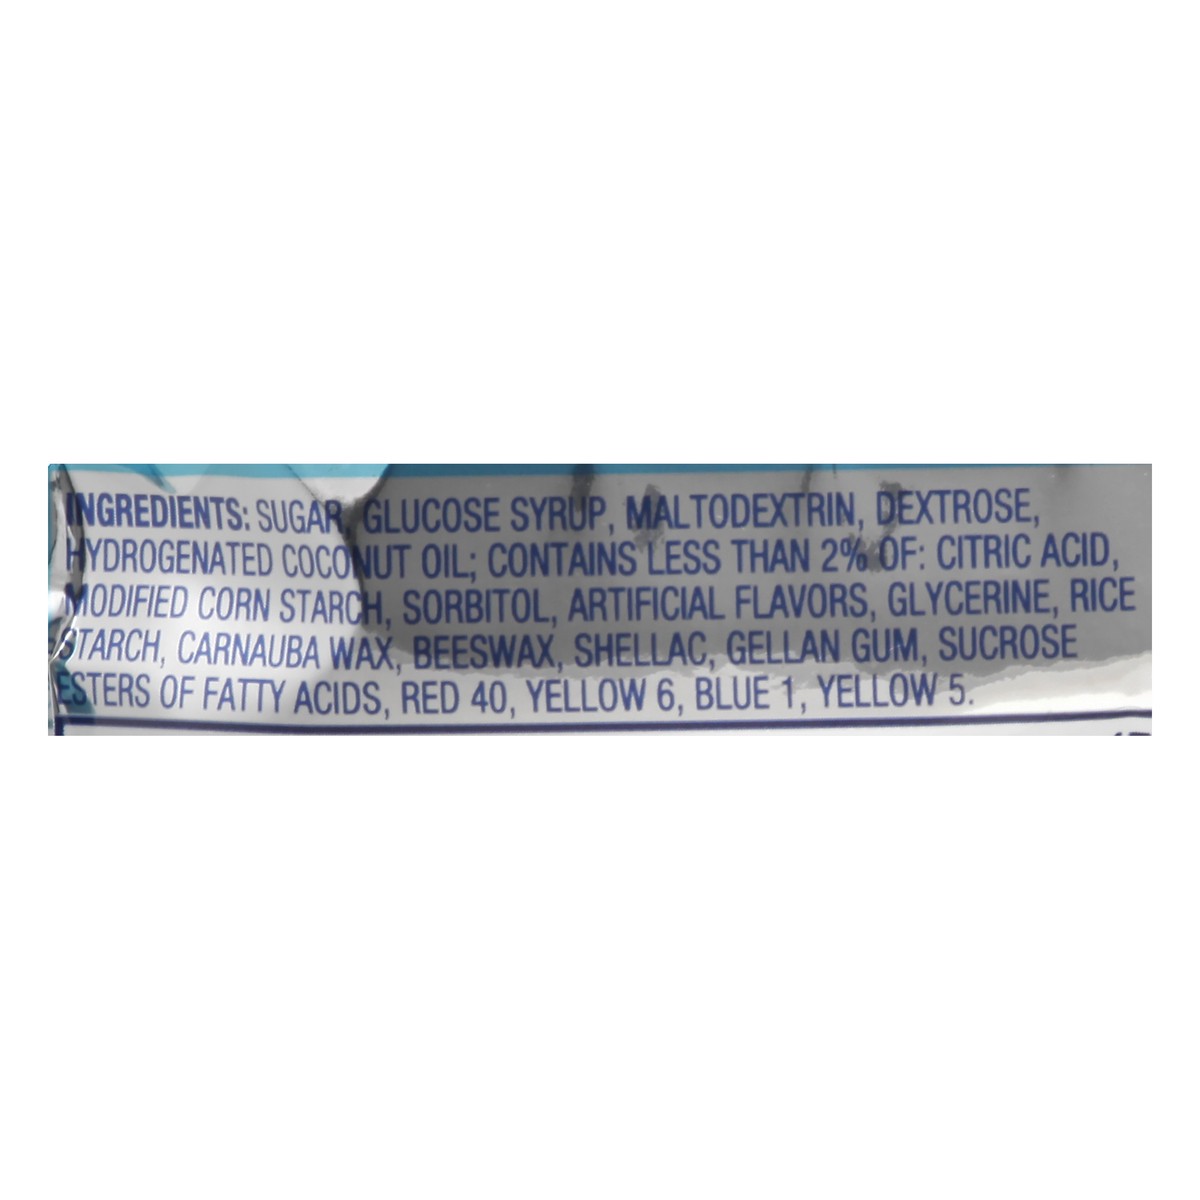 INGREDIENTS: SUGAR, GLUCOSE SYRUP, MALTODEXTRIN, DEXTROSE,
HYDROGENATED COCONUT OIL; CONTAINS LESS THAN 2% OF: CITRIC ACID,
MODIFIED CORN STARCH, SORBITOL, ARTIFICIAL FLAVORS, GLYCERINE, RICE
STARCH, CARNAUBA WAX, BEESWAX, SHELLAC, GELLAN GUM, SUCROSE
ESTERS OF FATTY ACIDS, RED 40, YELLOW 6, BLUE 1, YELLOW 5.